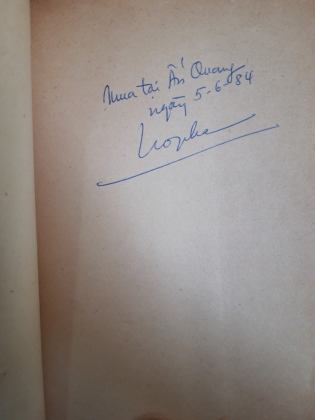 Mua tại Ấn Quang
ngày 5-6-84